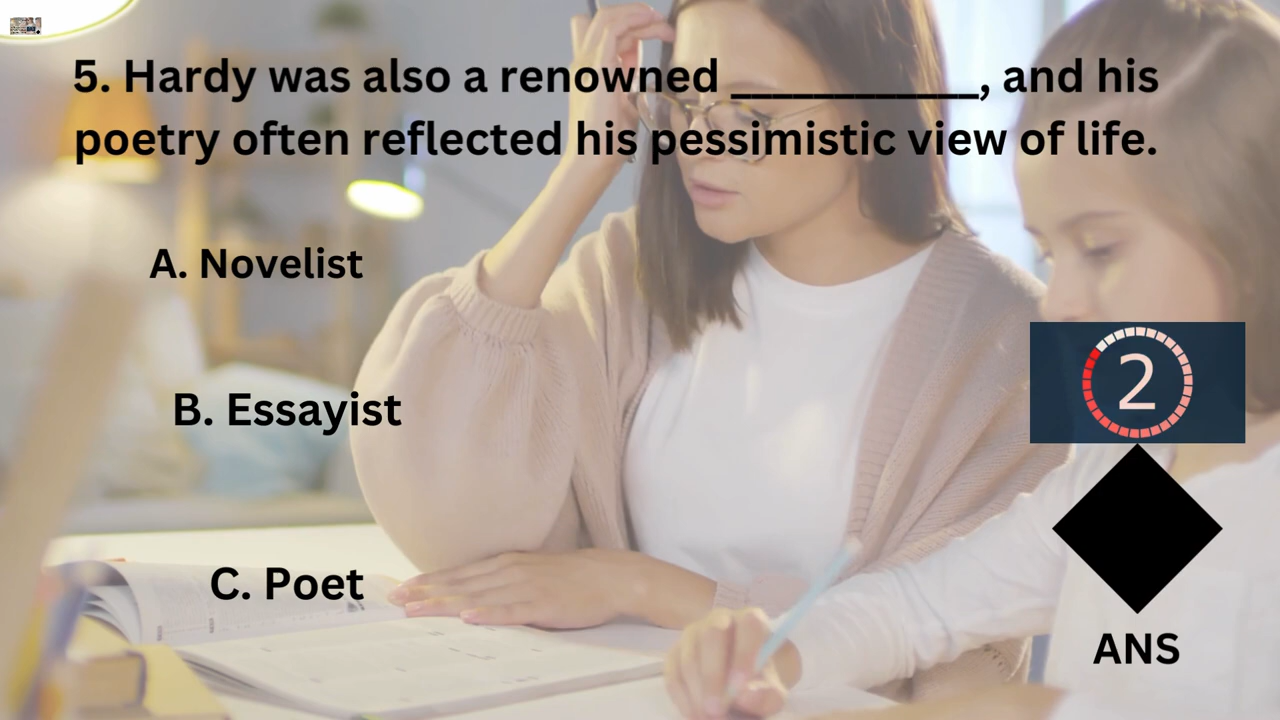 5. Hardy was also a renowned ____________, and his
poetry often reflected his pessimistic view of life.
A. Novelist
B. Essayist
C. Poet
2
ANS